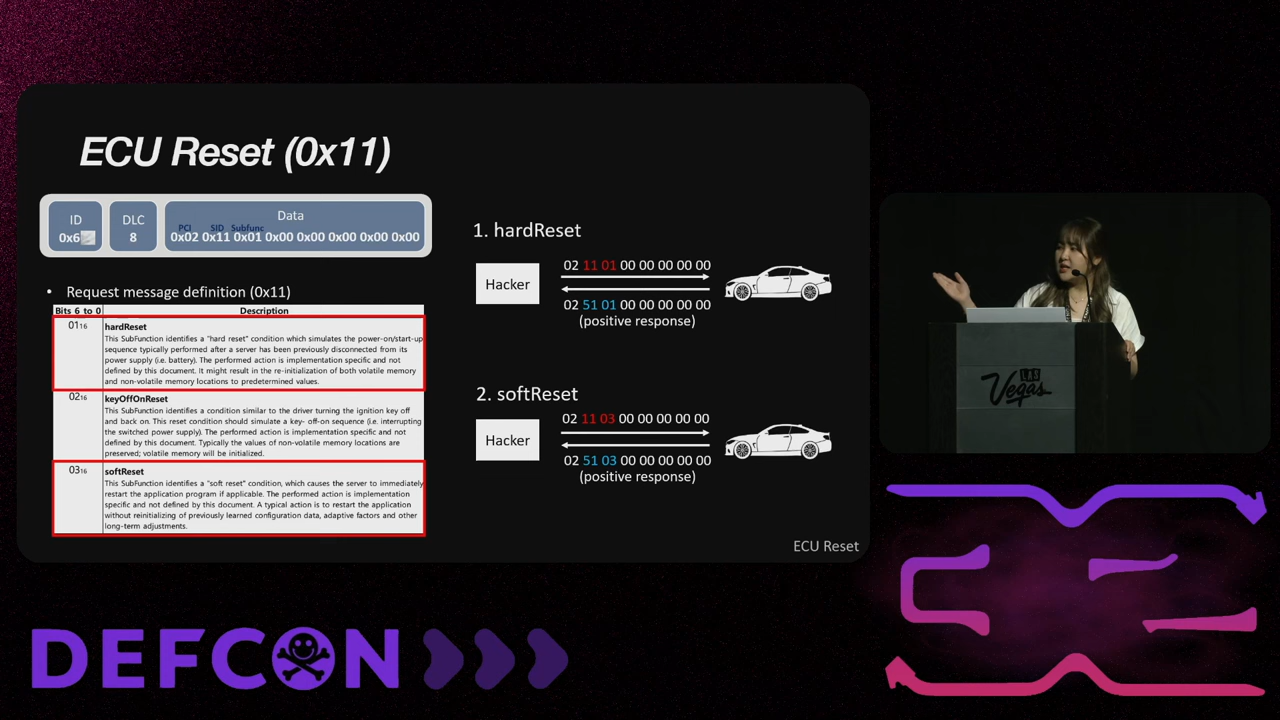 ECU Reset (0x11)
ID
0x6
DLC
8
Data
PCI SID Subfunc
0x02 0x11 0x01 0x00 0x00 0x00 0x00 0x00
• Request message definition (0x11)
Bits 6 to 0 Description
01₁₆ hardReset
This SubFunction identifies a "hard reset" condition which simulates the power-on/start-up
sequence typically performed after a server has been previously disconnected from its
power supply (i.e. battery). The performed action is implementation specific and not
defined by this document. It might result in the re-initialization of both volatile memory
and non-volatile memory locations to predetermined values.
02₁₆ keyOffOnReset
This SubFunction identifies a condition similar to the driver turning the ignition key off
and back on. This reset condition should simulate a key- off-on sequence (i.e. interrupting
the switched power supply). The performed action is implementation specific and not
defined by this document. Typically the values of non-volatile memory locations are
preserved; volatile memory will be initialized.
03₁₆ softReset
This SubFunction identifies a "soft reset" condition, which causes the server to immediately
restart the application program if applicable. The performed action is implementation
specific and not defined by this document. A typical action is to restart the application
without reinitializing of previously learned configuration data, adaptive factors and other
long-term adjustments.
1. hardReset
Hacker
02 11 01 00 00 00 00 00
02 51 01 00 00 00 00 00
(positive response)
2. softReset
Hacker
02 11 03 00 00 00 00 00
02 51 03 00 00 00 00 00
(positive response)
ECU Reset
LAS
Vegas
DEFCON